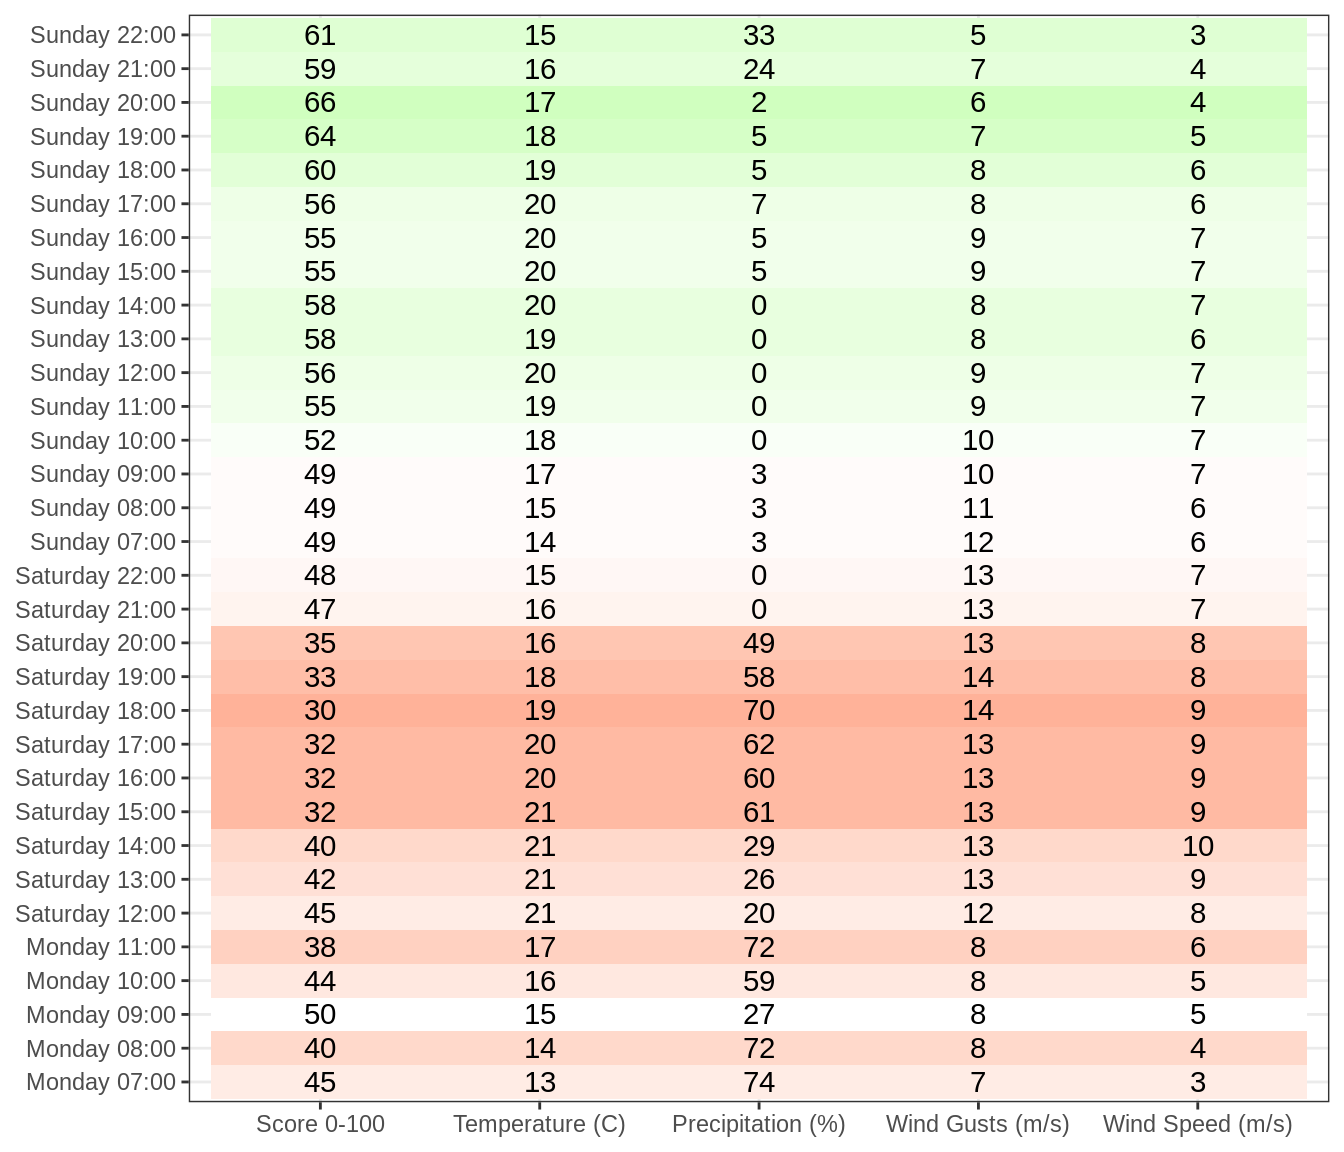 Sunday 22:00 61 15 33 5 3
Sunday 21:00 59 16 24 7 4
Sunday 20:00 66 17 2 6 4
Sunday 19:00 64 18 5 7 5
Sunday 18:00 60 19 5 8 6
Sunday 17:00 56 20 7 8 6
Sunday 16:00 55 20 5 9 7
Sunday 15:00 55 20 5 9 7
Sunday 14:00 58 20 0 8 7
Sunday 13:00 58 19 0 8 6
Sunday 12:00 56 20 0 9 7
Sunday 11:00 55 19 0 9 7
Sunday 10:00 52 18 0 10 7
Sunday 09:00 49 17 3 10 7
Sunday 08:00 49 15 3 11 6
Sunday 07:00 49 14 3 12 6
Saturday 22:00 48 15 0 13 7
Saturday 21:00 47 16 0 13 7
Saturday 20:00 35 16 49 13 8
Saturday 19:00 33 18 58 14 8
Saturday 18:00 30 19 70 14 9
Saturday 17:00 32 20 62 13 9
Saturday 16:00 32 20 60 13 9
Saturday 15:00 32 21 61 13 9
Saturday 14:00 40 21 29 13 10
Saturday 13:00 42 21 26 13 9
Saturday 12:00 45 21 20 12 8
Monday 11:00 38 17 72 8 6
Monday 10:00 44 16 59 8 5
Monday 09:00 50 15 27 8 5
Monday 08:00 40 14 72 8 4
Monday 07:00 45 13 74 7 3
Score 0-100 Temperature (C) Precipitation (%) Wind Gusts (m/s) Wind Speed (m/s)